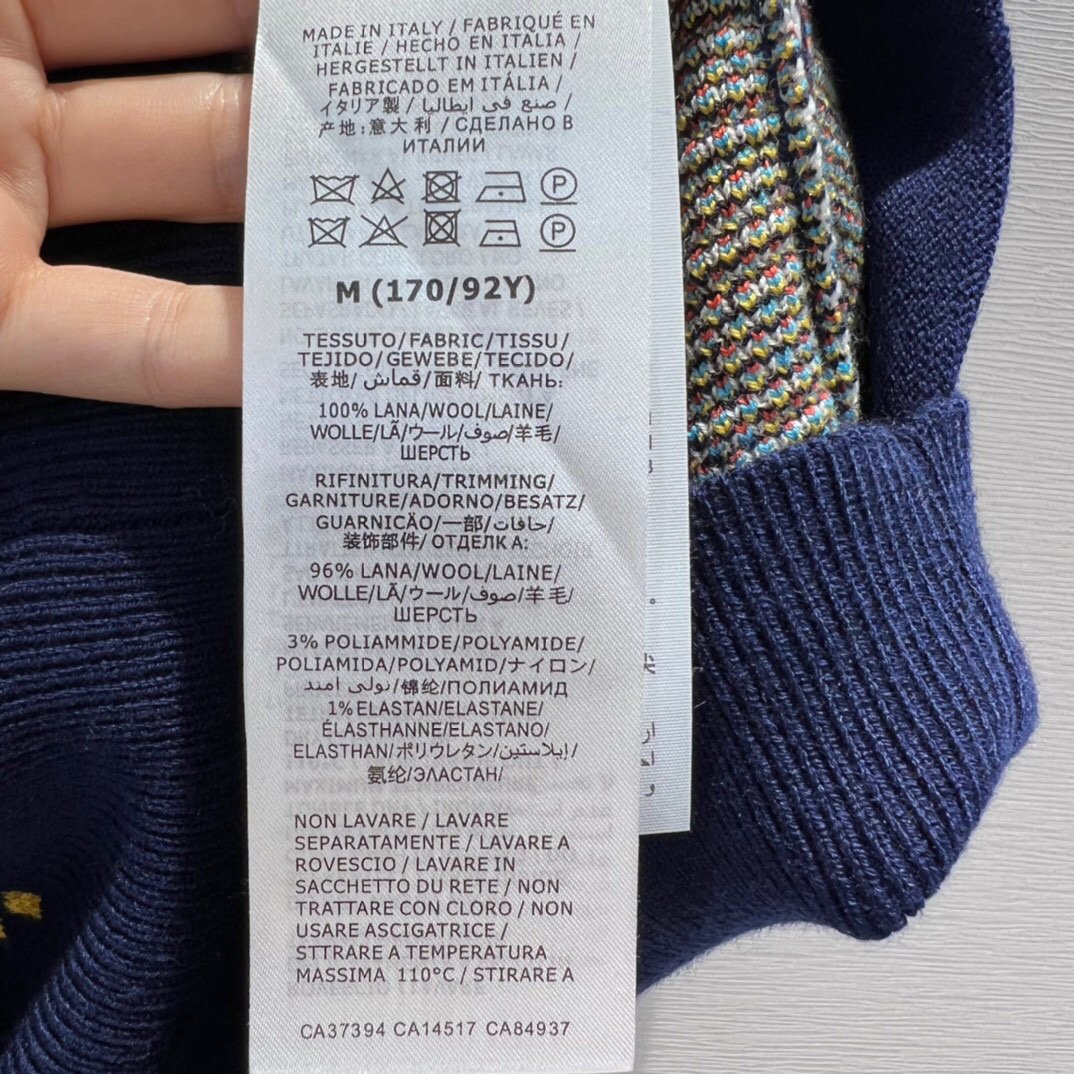 MADE IN ITALY / FABRIQUÉ EN
ITALIE / HECHO EN ITALIA /
HERGESTELLT IN ITALIEN /
FABRICADO EM ITÁLIA /
イタリア製 / صنع في ايطاليا /
产地:意大利 / СДЕЛАНО В
ИТАЛИИ
P
P
M (170/92Y)
TESSUTO/FABRIC/TISSU/
TEJIDO/GEWEBE/TECIDO/
表地/قماش/面料/ ТКАНЬ:
100% LANA/WOOL/LAINE/
WOLLE/LÃ/ウール/صوف/羊毛/
ШЕРСТЬ
RIFINITURA/TRIMMING/
GARNITURE/ADORNO/BESATZ/
GUARNICÃO/一部/حافات/
装饰部件/ОТДЕЛКА:
96% LANA/WOOL/LAINE/
WOLLE/LÃ/ウール/صوف/羊毛/
ШЕРСТЬ
3% POLIAMMIDE/POLYAMIDE/
POLIAMIDA/POLYAMID/ナイロン/
نولى امند/锦纶/ПОЛИАМИД
1% ELASTAN/ELASTANE/
ÉLASTHANNE/ELASTANO/
ELASTHAN/ポリウレタン/إيلاستين/
氨纶/ЭЛАСТАН/
NON LAVARE / LAVARE
SEPARATAMENTE / LAVARE A
ROVESCIO / LAVARE IN
SACCHETTO DU RETE / NON
TRATTARE CON CLORO / NON
USARE ASCIGATRICE /
STTRARE A TEMPERATURA
MASSIMA 110°C / STIRARE A
CA37394 CA14517 CA84937